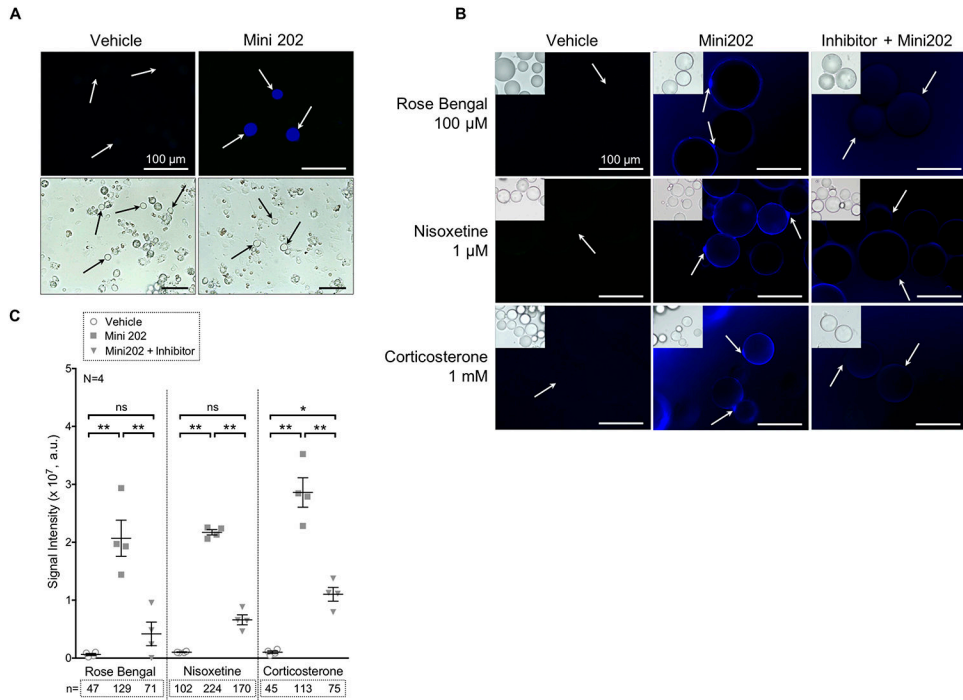 A
Vehicle
Mini 202
100 µm
B
Vehicle
Mini202
Inhibitor + Mini202
Rose Bengal
100 µM
100 µm
Nisoxetine
1 µM
Corticosterone
1 mM
C
Vehicle
Mini 202
Mini202 + Inhibitor
N=4
Signal Intensity (x 10⁷, a.u.)
5
4
3
2
1
0
ns
** **
ns
** **
*
** **
Rose Bengal
Nisoxetine
Corticosterone
n= 47 129 71 102 224 170 45 113 75